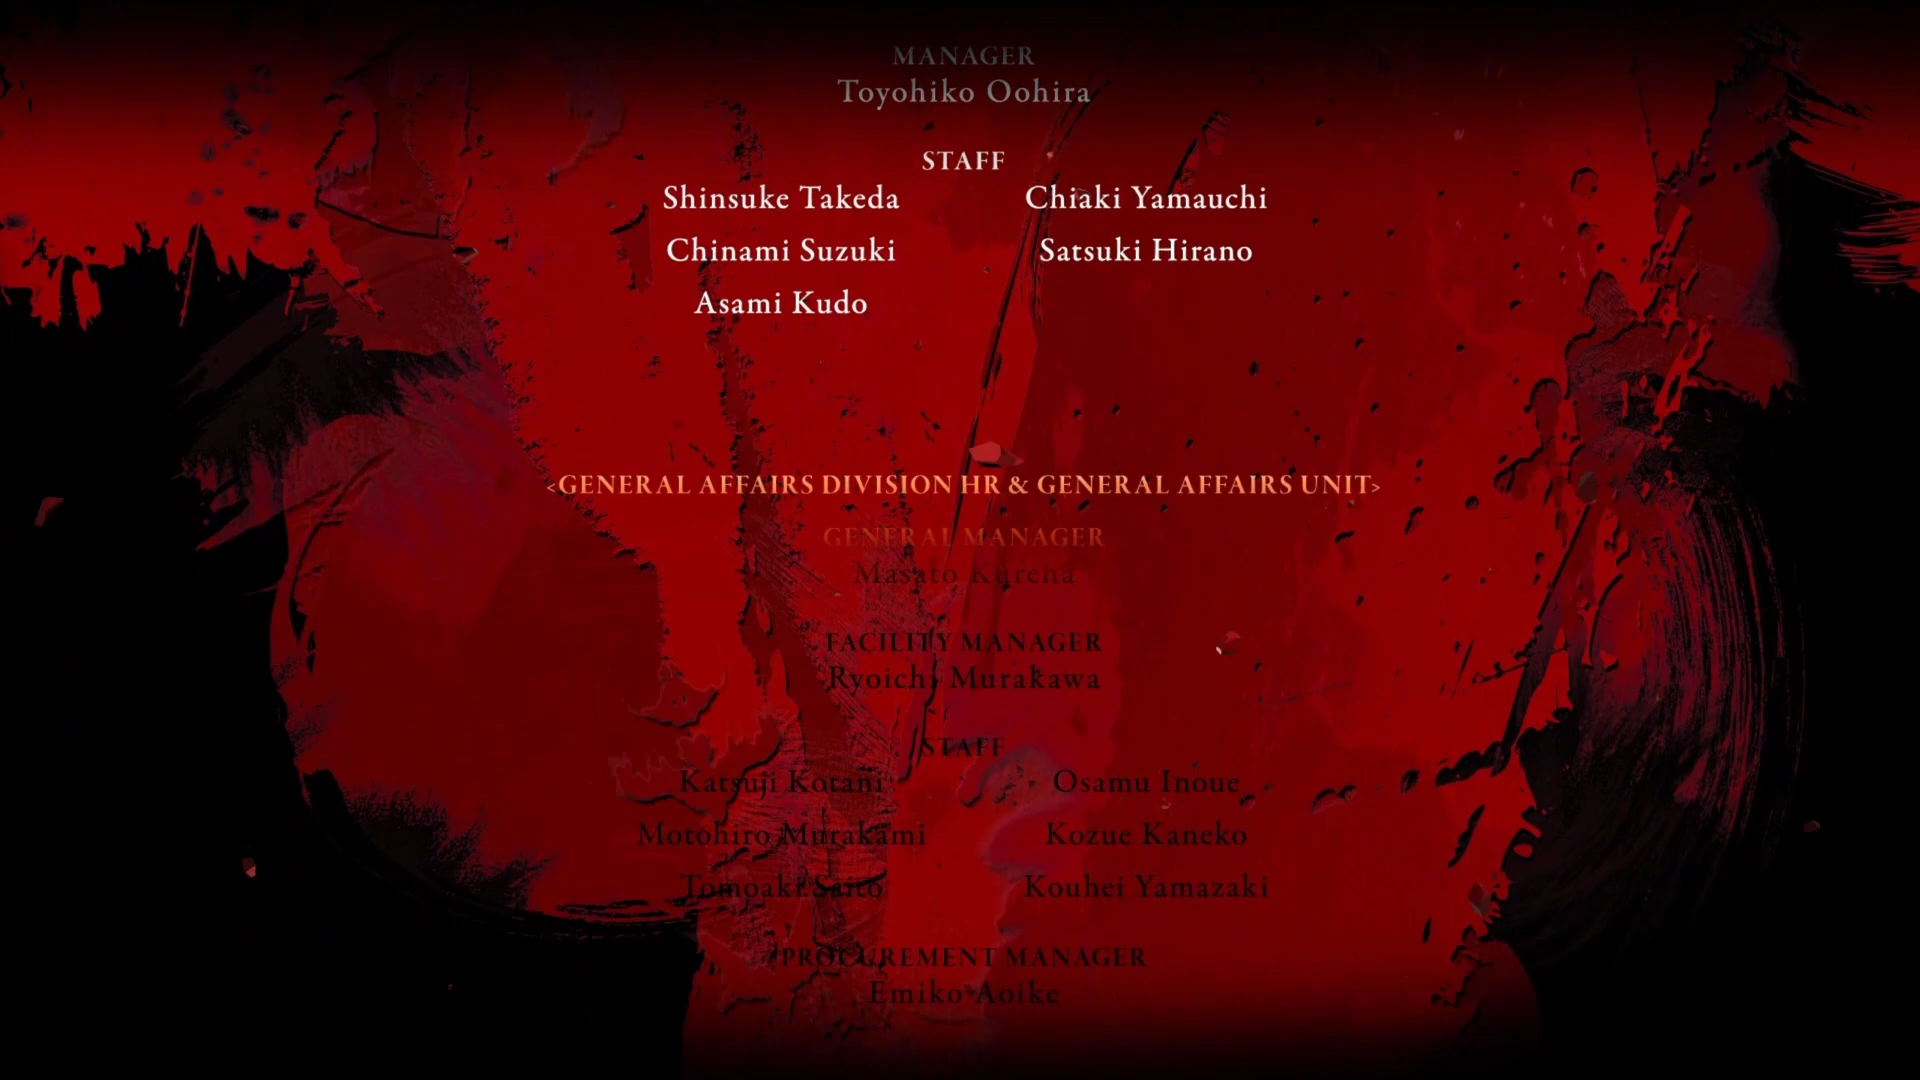 MANAGER
Toyohiko Oohira
STAFF
Shinsuke Takeda Chiaki Yamauchi
Chinami Suzuki Satsuki Hirano
Asami Kudo
<GENERAL AFFAIRS DIVISION HR & GENERAL AFFAIRS UNIT>
GENERAL MANAGER
Masato Kureha
FACILITY MANAGER
Ryoichi Murakawa
STAFF
Katsuji Kotani Osamu Inoue
Motohiro Murakami Kozue Kaneko
Tomoaki Saito Kouhei Yamazaki
PROCUREMENT MANAGER
Emiko Aoike